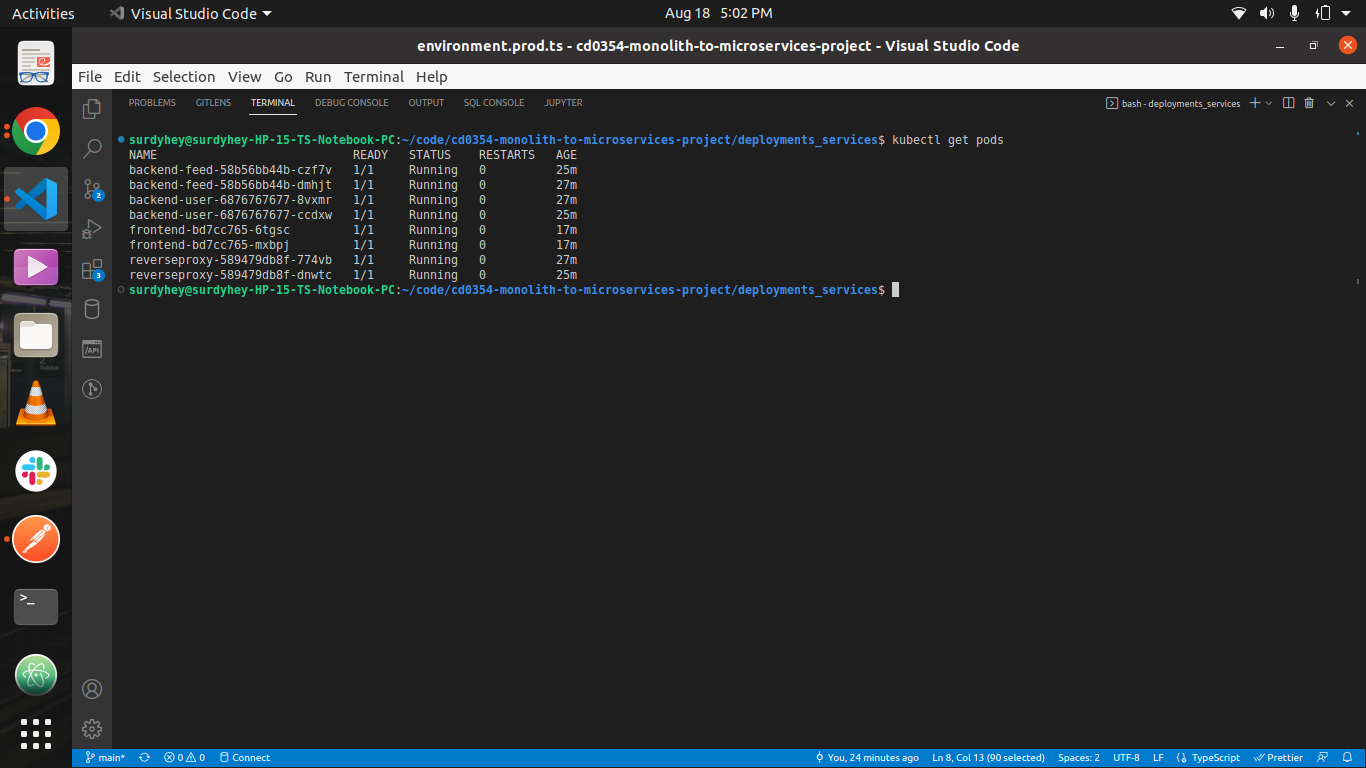 Activities Visual Studio Code Aug 18 5:02 PM
environment.prod.ts - cd0354-monolith-to-microservices-project - Visual Studio Code
File Edit Selection View Go Run Terminal Help
PROBLEMS GITLENS TERMINAL DEBUG CONSOLE OUTPUT SQL CONSOLE JUPYTER bash - deployments_services
surdyhey@surdyhey-HP-15-TS-Notebook-PC:~/code/cd0354-monolith-to-microservices-project/deployments_services$ kubectl get pods
NAME READY STATUS RESTARTS AGE
backend-feed-58b56bb44b-czf7v 1/1 Running 0 25m
backend-feed-58b56bb44b-dmhjt 1/1 Running 0 27m
backend-user-6876767677-8vxmr 1/1 Running 0 27m
backend-user-6876767677-ccdxw 1/1 Running 0 25m
frontend-bd7cc765-6tgsc 1/1 Running 0 17m
frontend-bd7cc765-mxbpj 1/1 Running 0 17m
reverseproxy-589479db8f-774vb 1/1 Running 0 27m
reverseproxy-589479db8f-dnwtc 1/1 Running 0 25m
surdyhey@surdyhey-HP-15-TS-Notebook-PC:~/code/cd0354-monolith-to-microservices-project/deployments_services$
2
3
/API
>_
main* 0 0 Connect You, 24 minutes ago Ln 8, Col 13 (90 selected) Spaces: 2 UTF-8 LF TypeScript Prettier